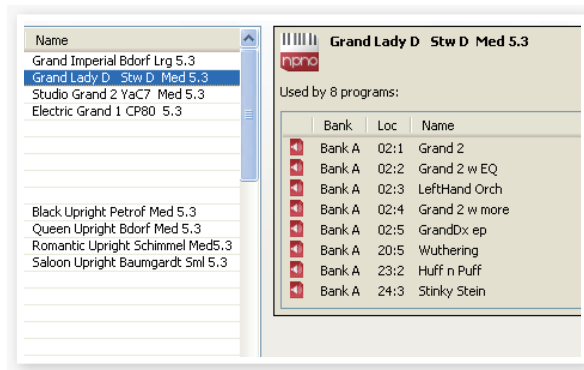 Name
Grand Imperial Bdorf Lrg 5.3
Grand Lady D Stw D Med 5.3
Studio Grand 2 YaC7 Med 5.3
Electric Grand 1 CP80 5.3
Black Upright Petrof Med 5.3
Queen Upright Bdorf Med 5.3
Romantic Upright Schimmel Med5.3
Saloon Upright Baumgardt Sml 5.3
npno
Grand Lady D Stw D Med 5.3
Used by 8 programs:
Bank Loc Name
Bank A 02:1 Grand 2
Bank A 02:2 Grand 2 w EQ
Bank A 02:3 LeftHand Orch
Bank A 02:4 Grand 2 w more
Bank A 02:5 GrandDx ep
Bank A 20:5 Wuthering
Bank A 23:2 Huff n Puff
Bank A 24:3 Stinky Stein